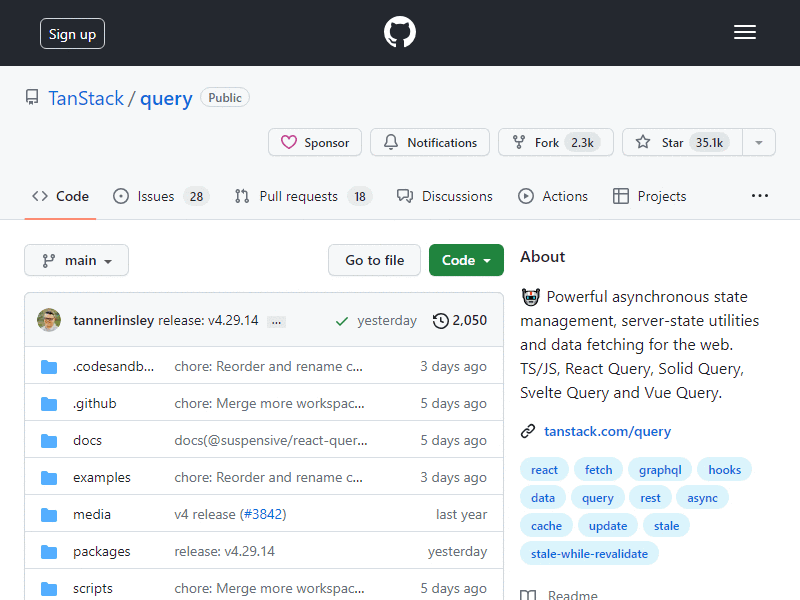 Sign up
TanStack / query Public
Sponsor Notifications Fork 2.3k Star 35.1k
Code Issues 28 Pull requests 18 Discussions Actions Projects ...
main Go to file Code
tannerlinsley release: v4.29.14 ... yesterday 2,050
.codesandb... chore: Reorder and rename c... 3 days ago
.github chore: Merge more workspac... 5 days ago
docs docs(@suspensive/react-quer... 5 days ago
examples chore: Reorder and rename c... 3 days ago
media v4 release (#3842) last year
packages release: v4.29.14 yesterday
scripts chore: Merge more workspac... 5 days ago
About
Powerful asynchronous state
management, server-state utilities
and data fetching for the web.
TS/JS, React Query, Solid Query,
Svelte Query and Vue Query.
tanstack.com/query
react fetch graphql hooks
data query rest async
cache update stale
stale-while-revalidate
Readme